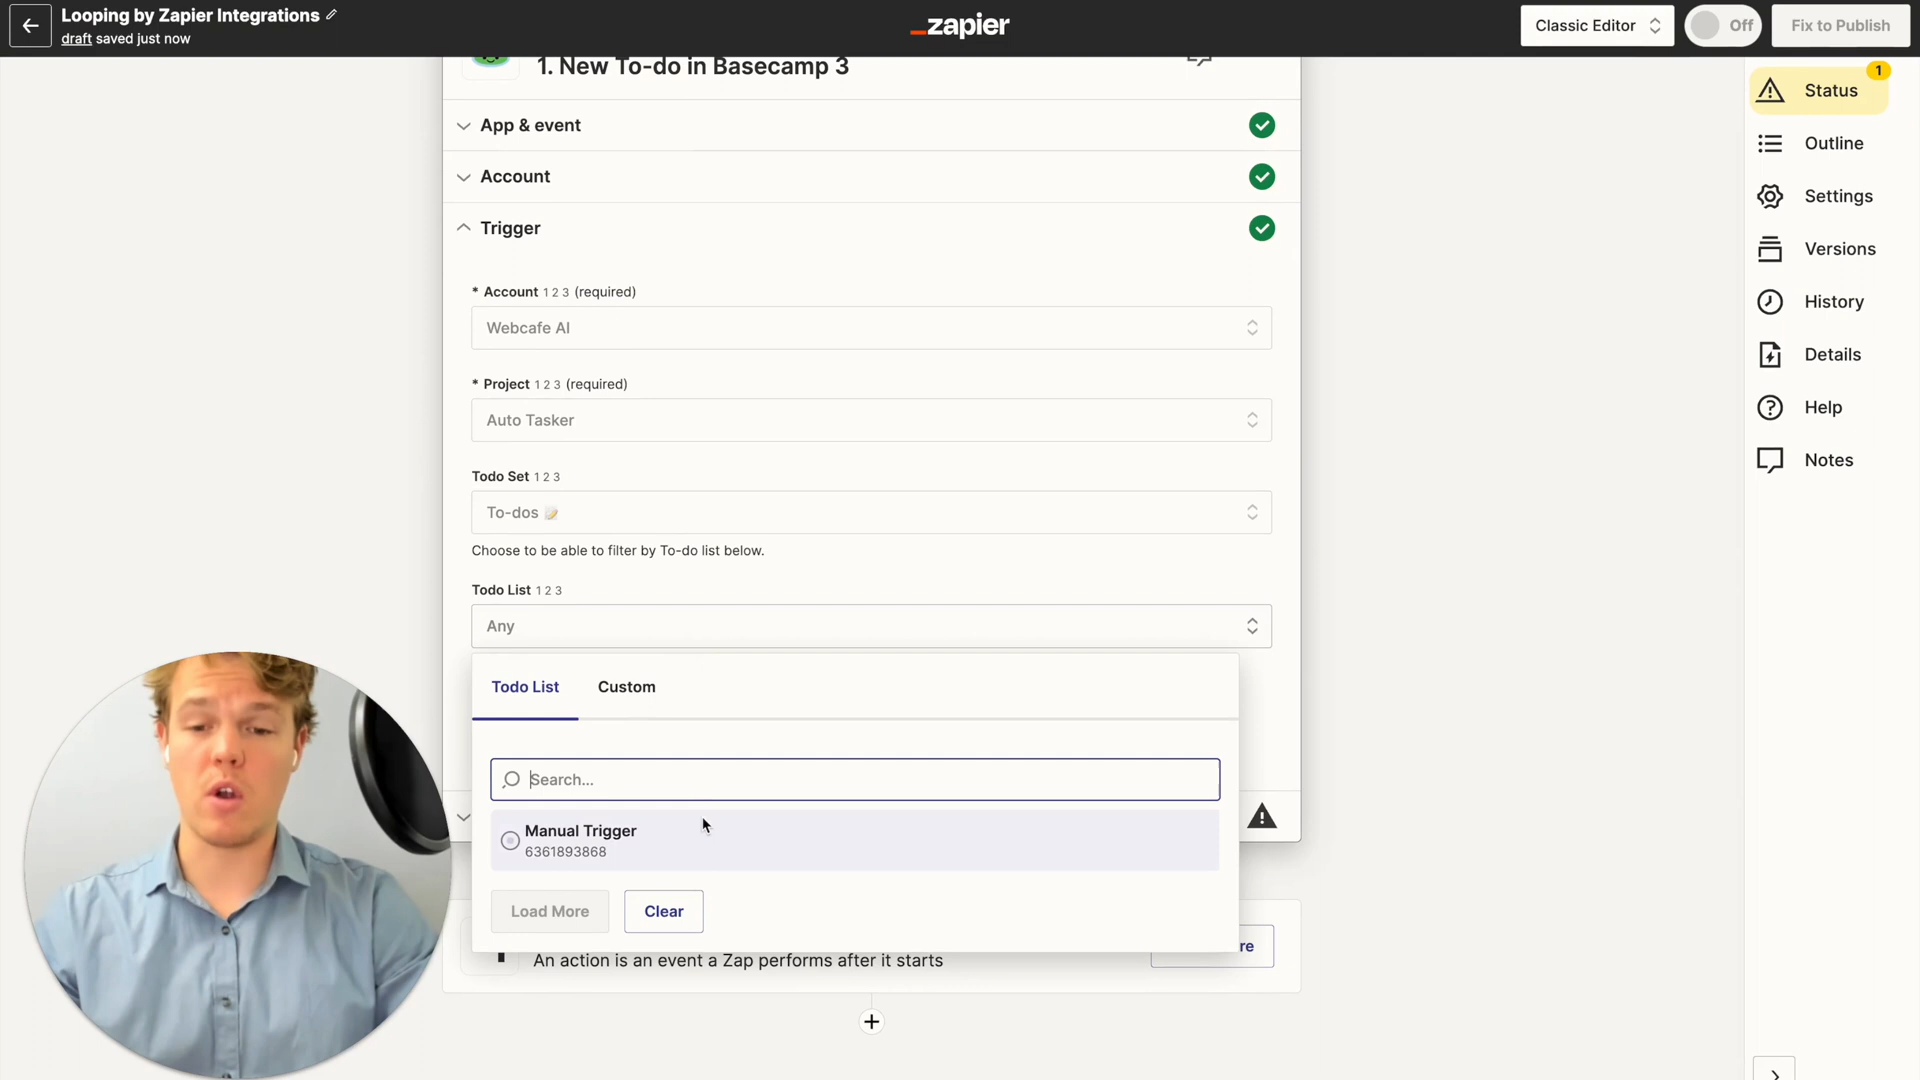 Looping by Zapier Integrations
draft saved just now
_zapier
Classic Editor
Off
Fix to Publish
1
Status
Outline
Settings
Versions
History
Details
Help
Notes
1. New To-do in Basecamp 3
App & event
Account
Trigger
* Account 1 2 3 (required)
Webcafe AI
* Project 1 2 3 (required)
Auto Tasker
Todo Set 1 2 3
To-dos 📝
Choose to be able to filter by To-do list below.
Todo List 1 2 3
Any
Todo List
Custom
Search...
Manual Trigger
6361893868
Load More
Clear
re
An action is an event a Zap performs after it starts